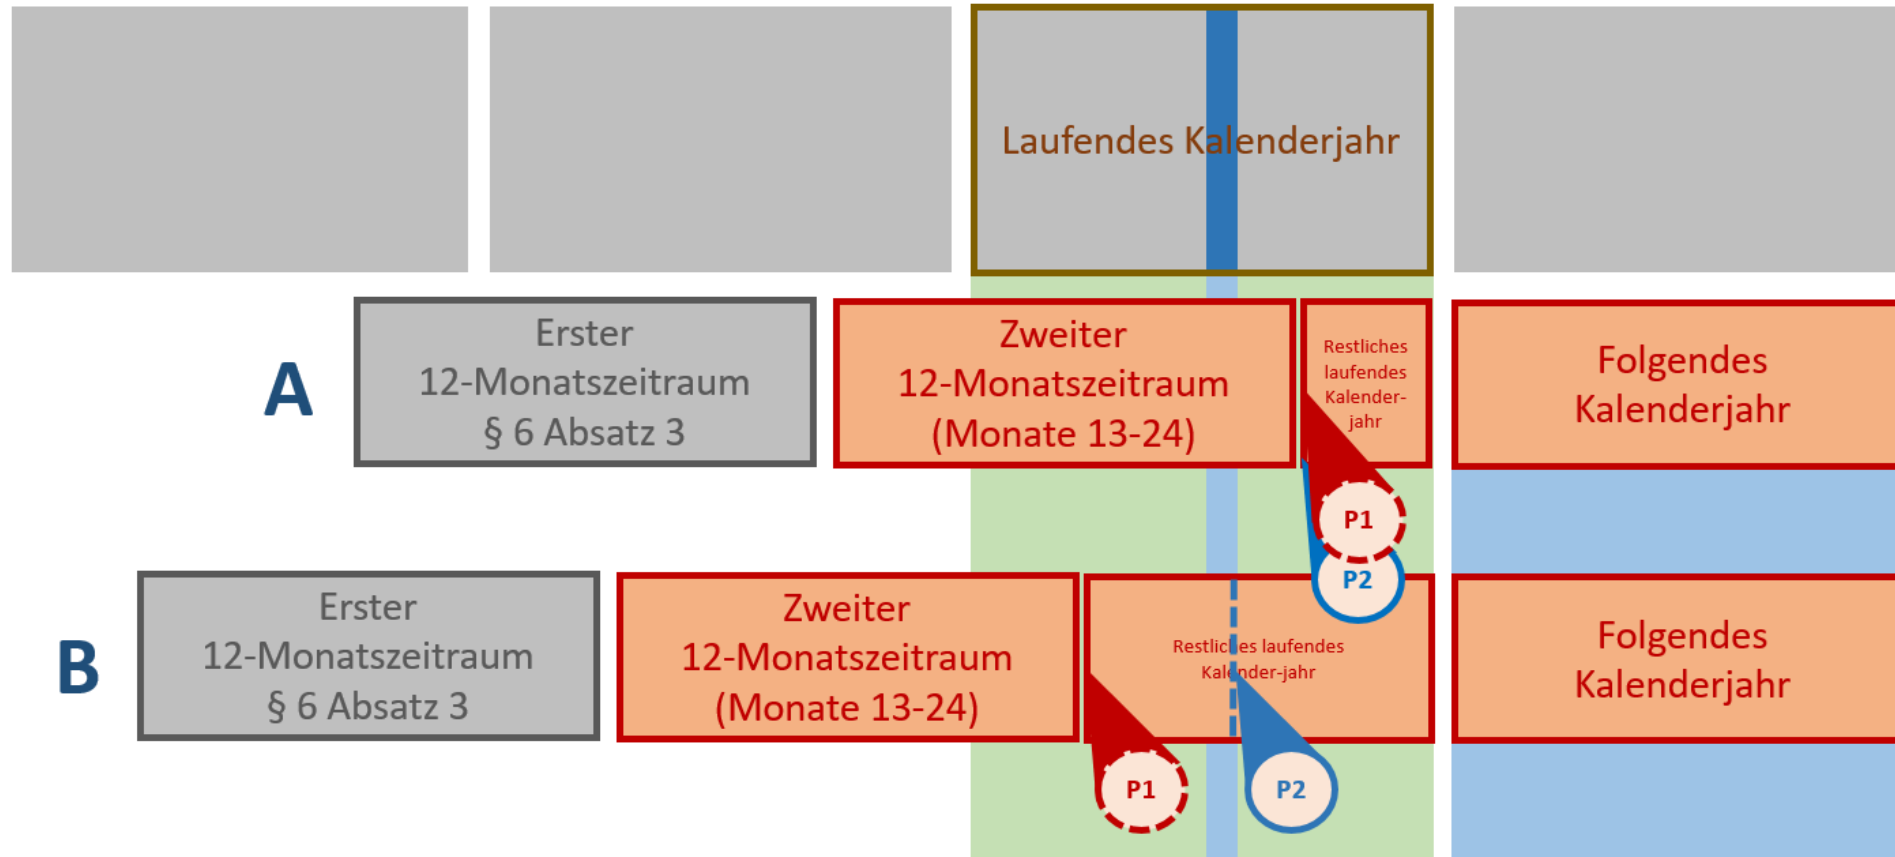 Laufendes Kalenderjahr
A
Erster
12-Monatszeitraum
§ 6 Absatz 3
Zweiter
12-Monatszeitraum
(Monate 13-24)
Restliches
laufendes
Kalender-
jahr
Folgendes
Kalenderjahr
P1
P2
B
Erster
12-Monatszeitraum
§ 6 Absatz 3
Zweiter
12-Monatszeitraum
(Monate 13-24)
Restliches laufendes
Kalender-jahr
Folgendes
Kalenderjahr
P1
P2